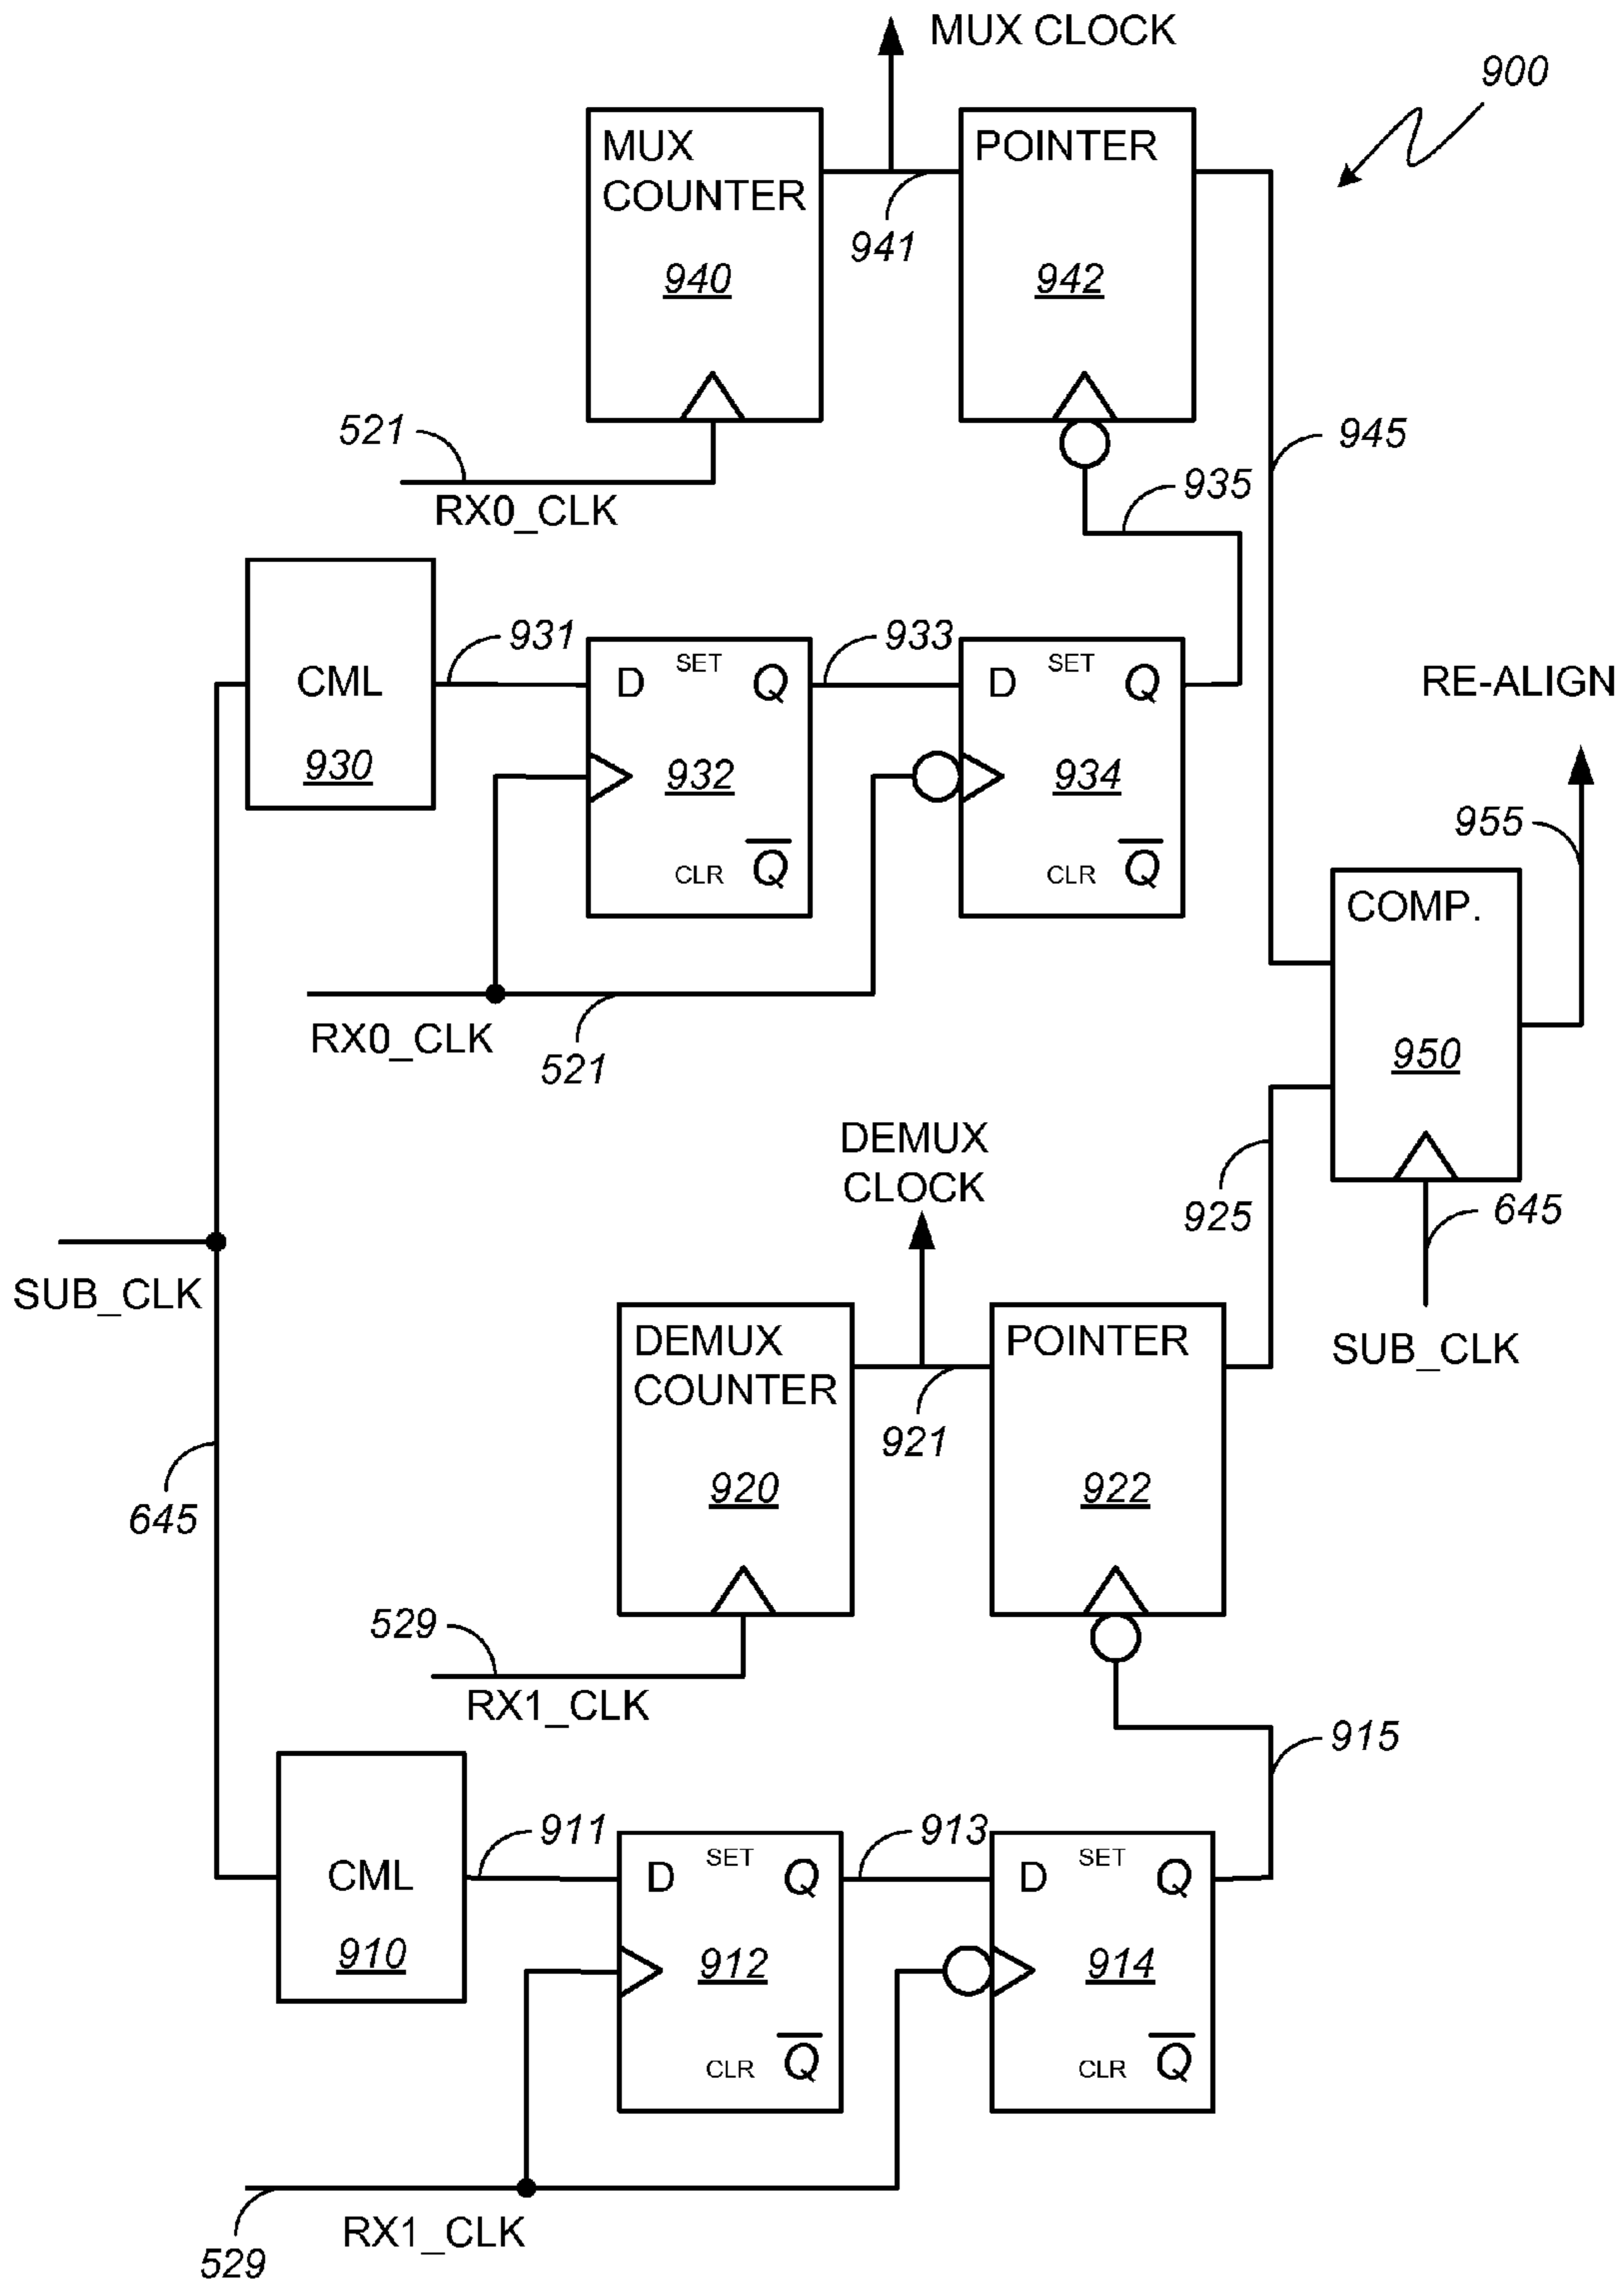 MUX CLOCK
900
MUX
COUNTER
940
POINTER
942
941
521
RX0_CLK
945
935
CML
930
931
D
SET
Q
932
CLR
Q
933
D
SET
Q
934
CLR
Q
RX0_CLK
521
RE-ALIGN
955
COMP.
950
645
SUB_CLK
925
DEMUX
CLOCK
SUB_CLK
645
DEMUX
COUNTER
920
POINTER
922
921
529
RX1_CLK
915
CML
910
911
D
SET
Q
912
CLR
Q
913
D
SET
Q
914
CLR
Q
RX1_CLK
529